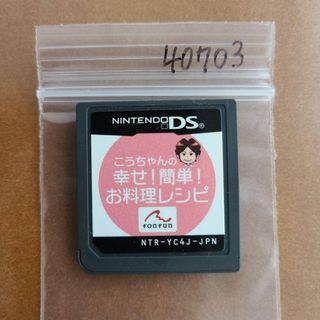 40703
NINTENDO DS
こうちゃんの
幸せ!簡単!
お料理レシピ
fonfun
NTR-YC4J-JPN